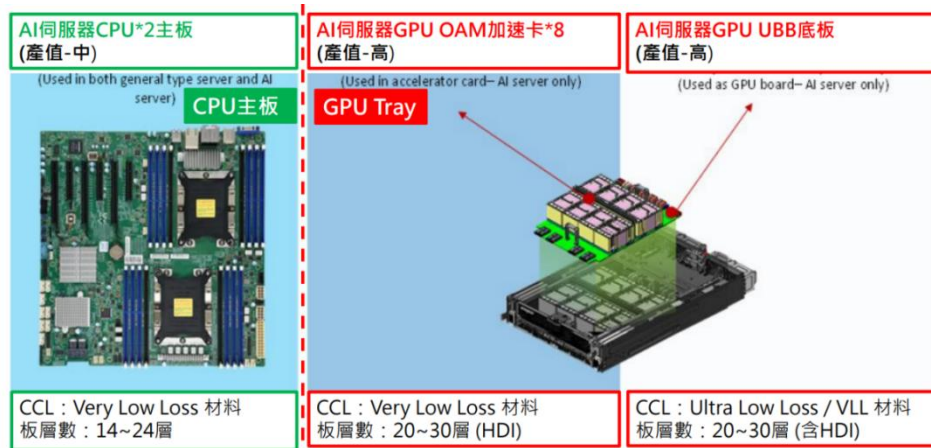 AI伺服器CPU*2主板
(產值-中)
(Used in both general type server and AI
server)
CPU主板
CCL：Very Low Loss 材料
板層數：14~24層
AI伺服器GPU OAM加速卡*8
(產值-高)
(Used in accelerator card– AI server only)
GPU Tray
CCL：Very Low Loss 材料
板層數：20~30層 (HDI)
AI伺服器GPU UBB底板
(產值-高)
(Used as GPU board– AI server only)
CCL：Ultra Low Loss / VLL 材料
板層數：20~30層 (含HDI)